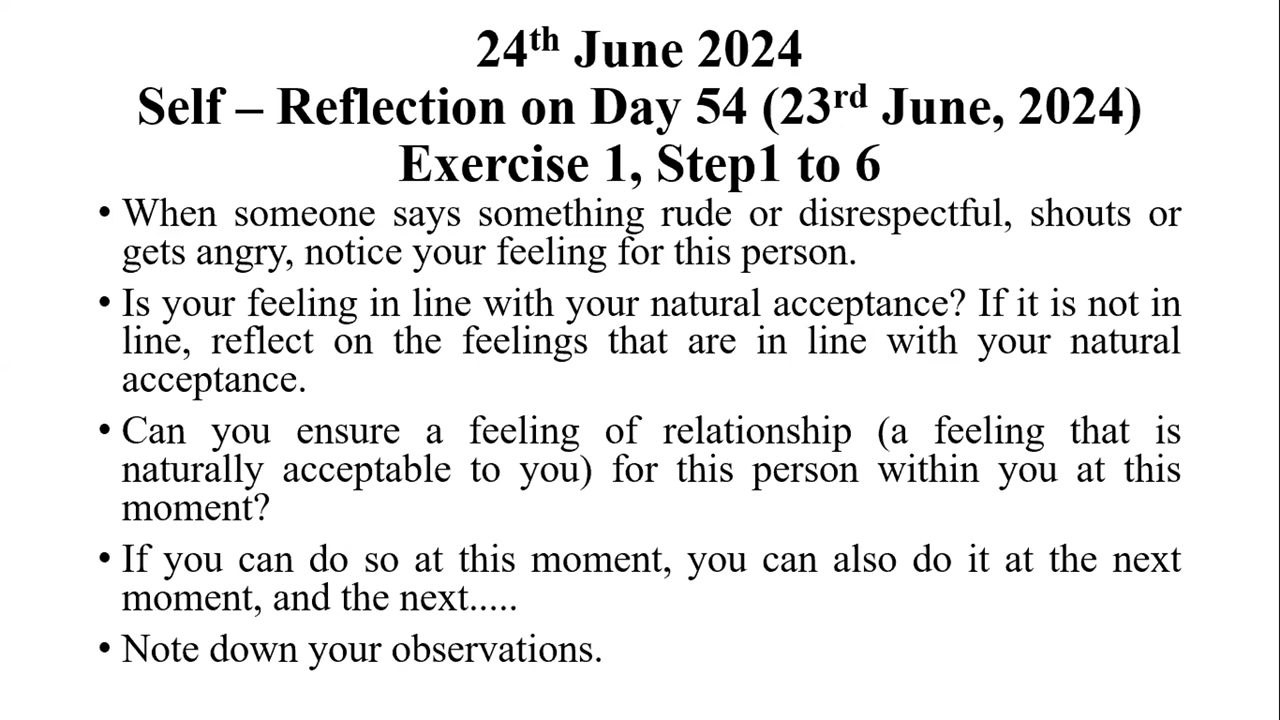 24th June 2024
Self – Reflection on Day 54 (23rd June, 2024)
Exercise 1, Step1 to 6
• When someone says something rude or disrespectful, shouts or
gets angry, notice your feeling for this person.
• Is your feeling in line with your natural acceptance? If it is not in
line, reflect on the feelings that are in line with your natural
acceptance.
• Can you ensure a feeling of relationship (a feeling that is
naturally acceptable to you) for this person within you at this
moment?
• If you can do so at this moment, you can also do it at the next
moment, and the next.....
• Note down your observations.